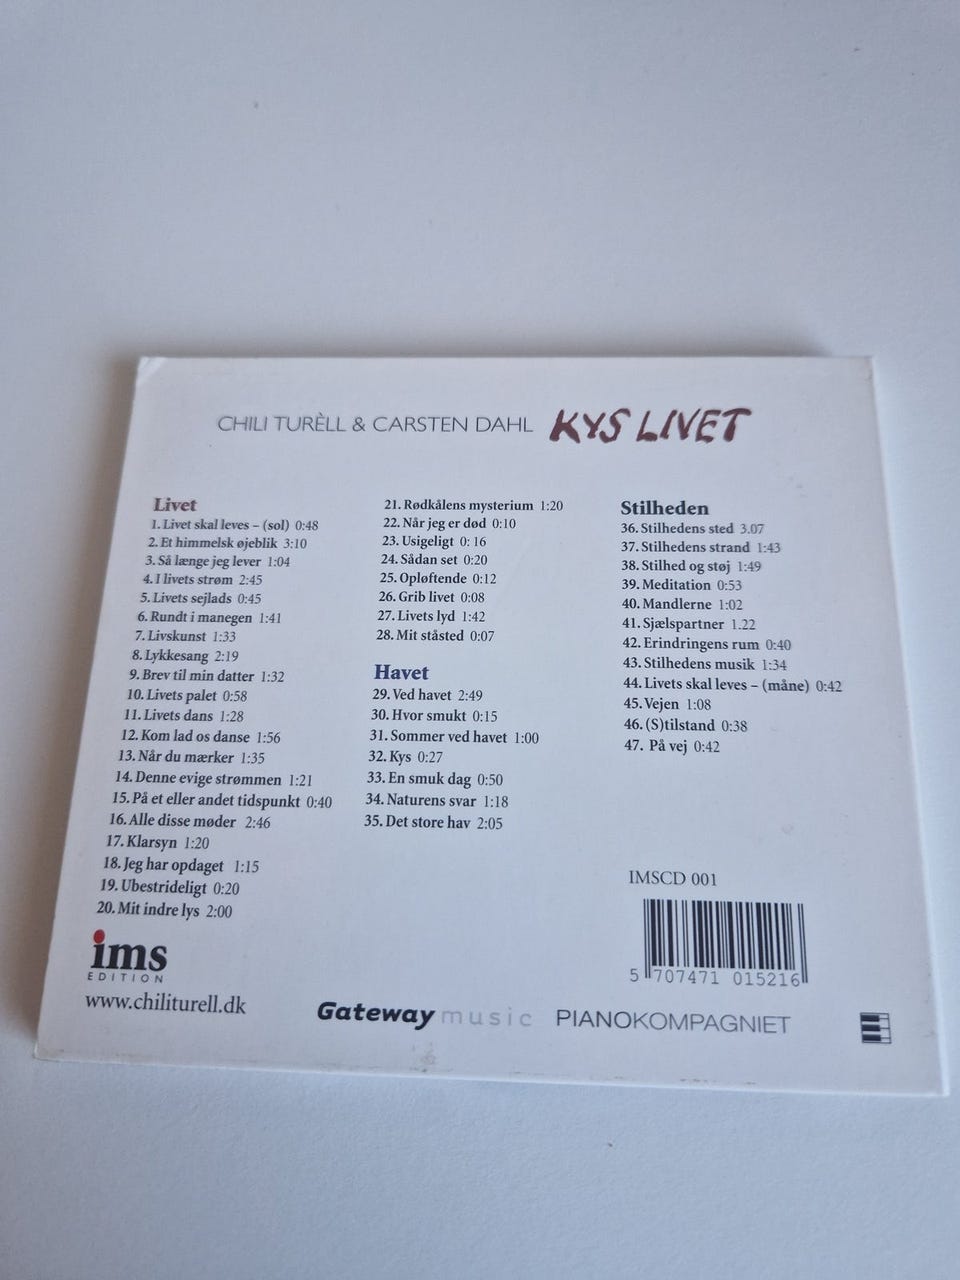 CHILI TURÈLL & CARSTEN DAHL KYS LIVET
Livet
1. Livet skal leves – (sol) 0:48
2. Et himmelsk øjeblik 3:10
3. Så længe jeg lever 1:04
4. I livets strøm 2:45
5. Livets sejlads 0:45
6. Rundt i manegen 1:41
7. Livskunst 1:33
8. Lykkesang 2:19
9. Brev til min datter 1:32
10. Livets palet 0:58
11. Livets dans 1:28
12. Kom lad os danse 1:56
13. Når du mærker 1:35
14. Denne evige strømmen 1:21
15. På et eller andet tidspunkt 0:40
16. Alle disse møder 2:46
17. Klarsyn 1:20
18. Jeg har opdaget 1:15
19. Ubestrideligt 0:20
20. Mit indre lys 2:00
21. Rødkålens mysterium 1:20
22. Når jeg er død 0:10
23. Usigeligt 0: 16
24. Sådan set 0:20
25. Opløftende 0:12
26. Grib livet 0:08
27. Livets lyd 1:42
28. Mit ståsted 0:07
Havet
29. Ved havet 2:49
30. Hvor smukt 0:15
31. Sommer ved havet 1:00
32. Kys 0:27
33. En smuk dag 0:50
34. Naturens svar 1:18
35. Det store hav 2:05
Stilheden
36. Stilhedens sted 3.07
37. Stilhedens strand 1:43
38. Stilhed og støj 1:49
39. Meditation 0:53
40. Mandlerne 1:02
41. Sjælspartner 1.22
42. Erindringens rum 0:40
43. Stilhedens musik 1:34
44. Livets skal leves – (måne) 0:42
45. Vejen 1:08
46. (S)tilstand 0:38
47. På vej 0:42
IMSCD 001
5 707471 015216
ims
EDITION
www.chiliturell.dk
Gateway music
PIANOKOMPAGNIET